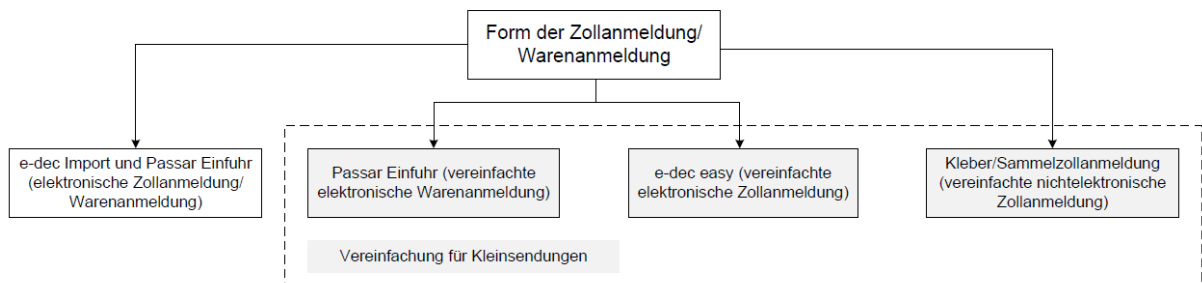 Form der Zollanmeldung/
Warenanmeldung
e-dec Import und Passar Einfuhr
(elektronische Zollanmeldung/
Warenanmeldung)
Passar Einfuhr (vereinfachte
elektronische Warenanmeldung)
e-dec easy (vereinfachte
elektronische Zollanmeldung)
Kleber/Sammelzollanmeldung
(vereinfachte nichtelektronische
Zollanmeldung)
Vereinfachung für Kleinsendungen